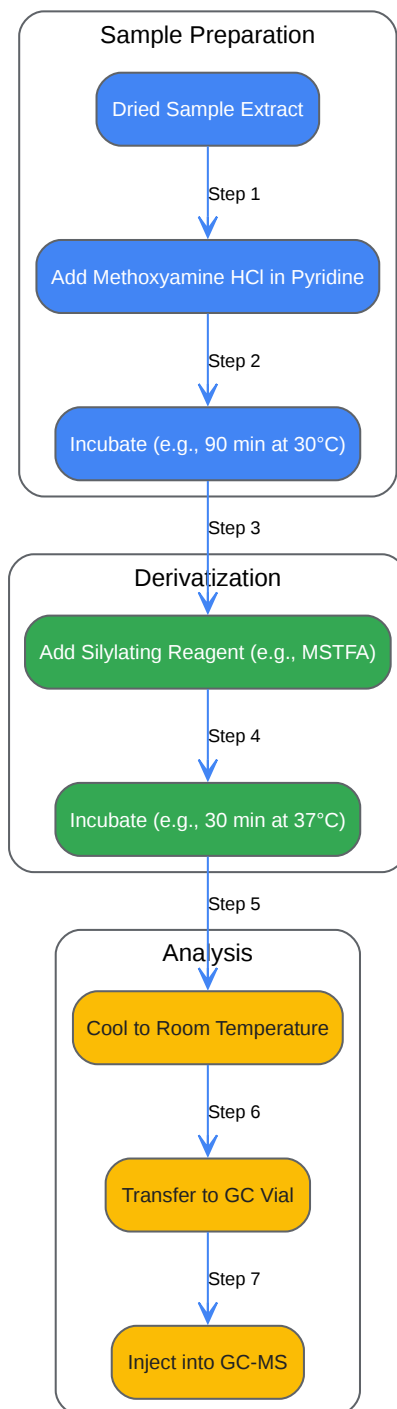 Sample Preparation
Dried Sample Extract
Step 1
Add Methoxyamine HCl in Pyridine
Step 2
Incubate (e.g., 90 min at 30°C)
Step 3
Derivatization
Add Silylating Reagent (e.g., MSTFA)
Step 4
Incubate (e.g., 30 min at 37°C)
Step 5
Analysis
Cool to Room Temperature
Step 6
Transfer to GC Vial
Step 7
Inject into GC-MS